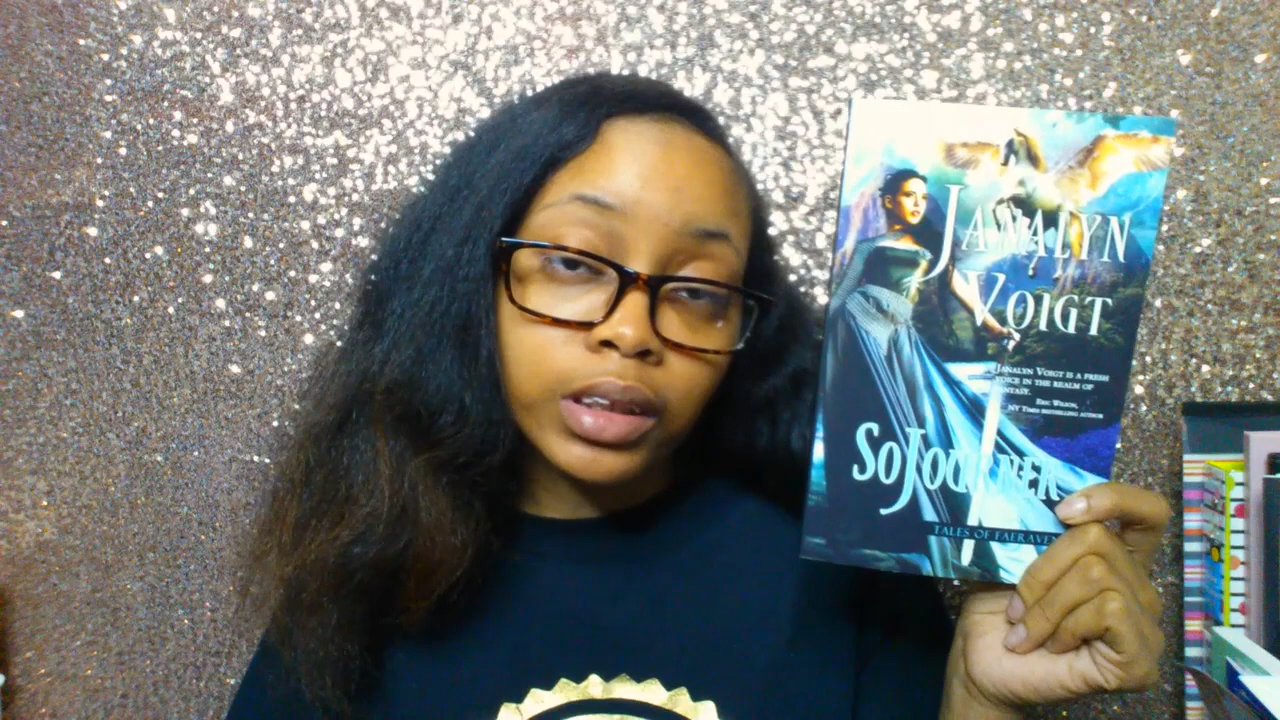 JANALYN
VOIGT
JANALYN VOIGT IS A FRESH
VOICE IN THE REALM OF
FANTASY.
ERIC WILSON,
NY TIMES BESTSELLING AUTHOR
SOJOURNER
TALES OF FAERAVEN